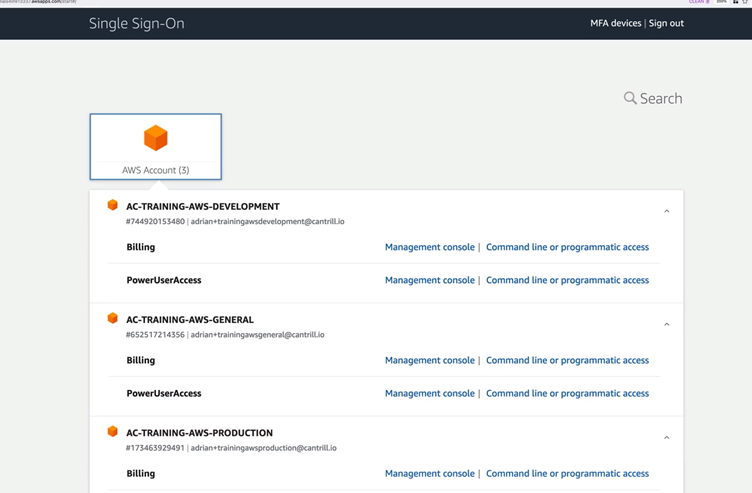 Single Sign-On
MFA devices | Sign out
Search
AWS Account (3)
AC-TRAINING-AWS-DEVELOPMENT
#744920153480 | adrian+trainingawsdevelopment@cantrill.io
Billing Management console | Command line or programmatic access
PowerUserAccess Management console | Command line or programmatic access
AC-TRAINING-AWS-GENERAL
#652517214356 | adrian+trainingawsgeneral@cantrill.io
Billing Management console | Command line or programmatic access
PowerUserAccess Management console | Command line or programmatic access
AC-TRAINING-AWS-PRODUCTION
#173463929491 | adrian+trainingawsproduction@cantrill.io
Billing Management console | Command line or programmatic access